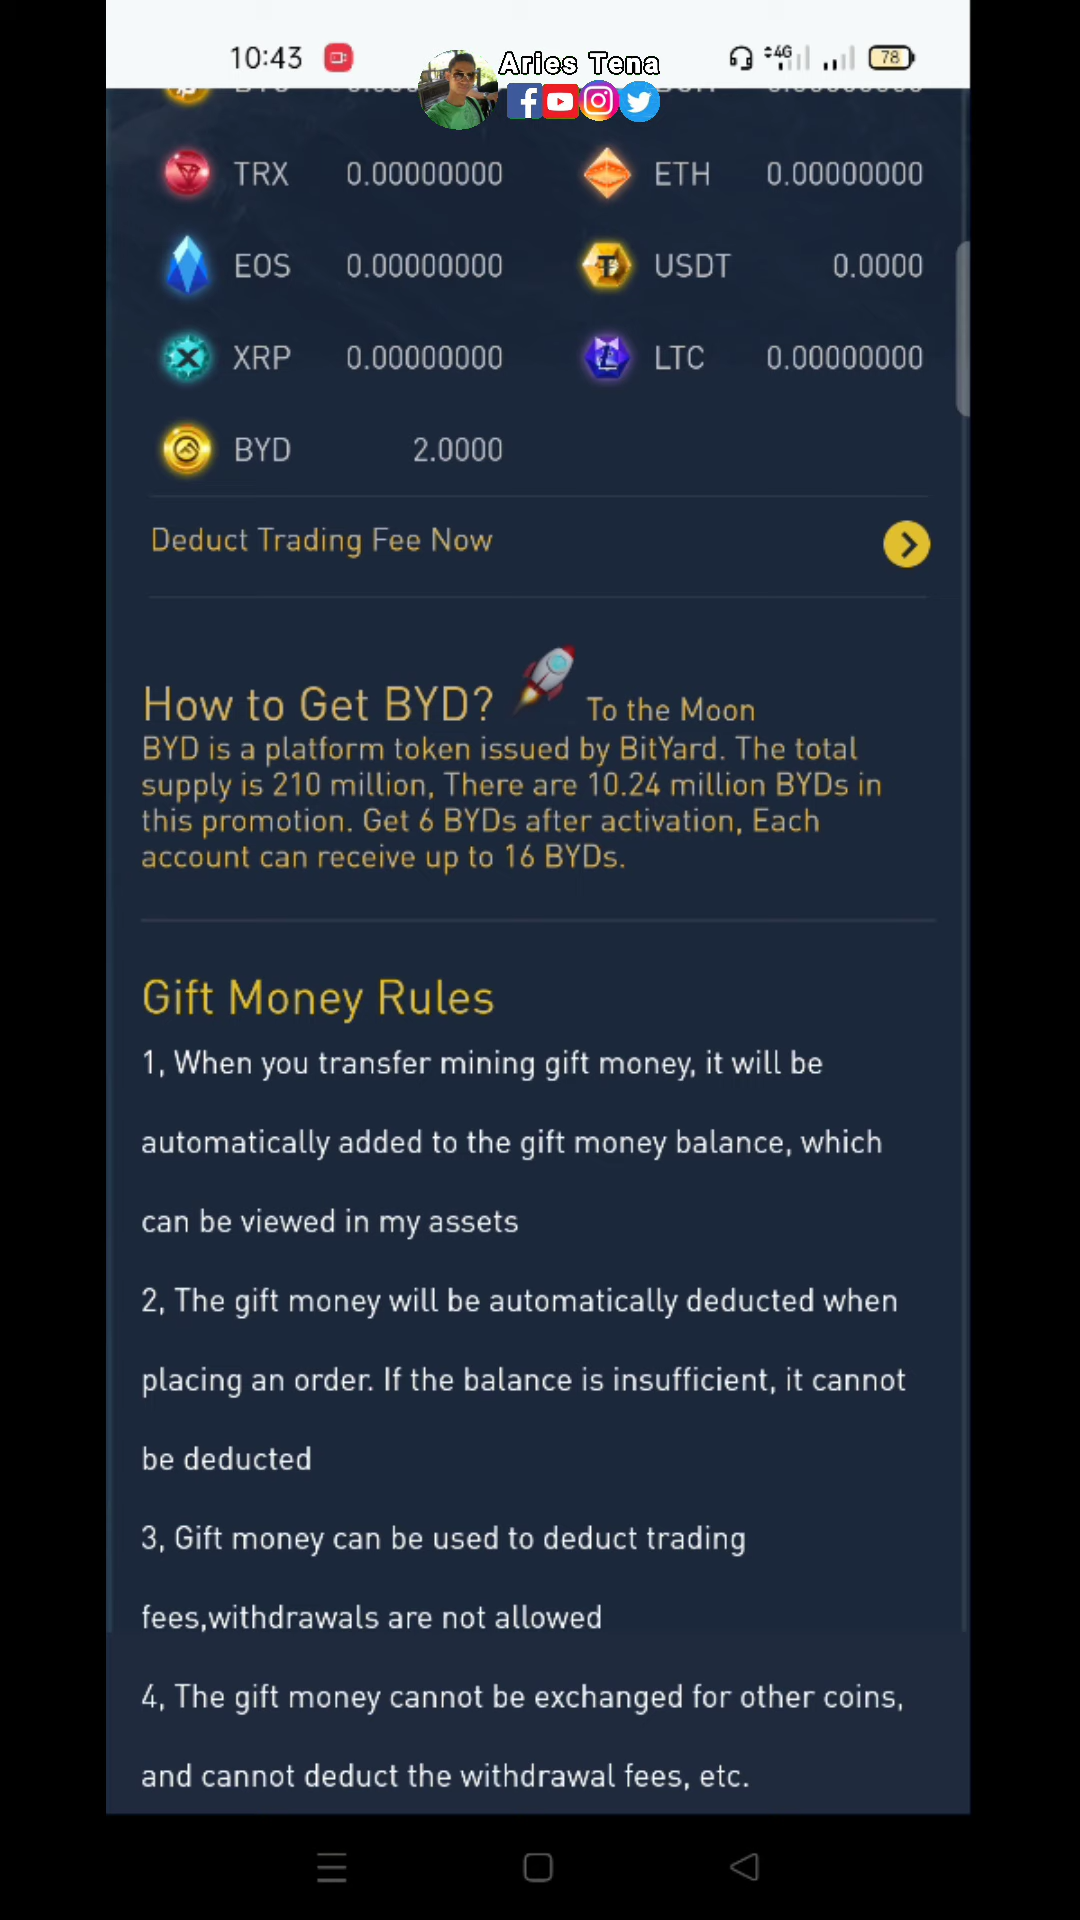 10:43
Aries Tena
4G
78
TRX 0.00000000 ETH 0.00000000
EOS 0.00000000 USDT 0.0000
XRP 0.00000000 LTC 0.00000000
BYD 2.0000
Deduct Trading Fee Now
How to Get BYD? To the Moon
BYD is a platform token issued by BitYard. The total
supply is 210 million, There are 10.24 million BYDs in
this promotion. Get 6 BYDs after activation, Each
account can receive up to 16 BYDs.
Gift Money Rules
1, When you transfer mining gift money, it will be
automatically added to the gift money balance, which
can be viewed in my assets
2, The gift money will be automatically deducted when
placing an order. If the balance is insufficient, it cannot
be deducted
3, Gift money can be used to deduct trading
fees,withdrawals are not allowed
4, The gift money cannot be exchanged for other coins,
and cannot deduct the withdrawal fees, etc.